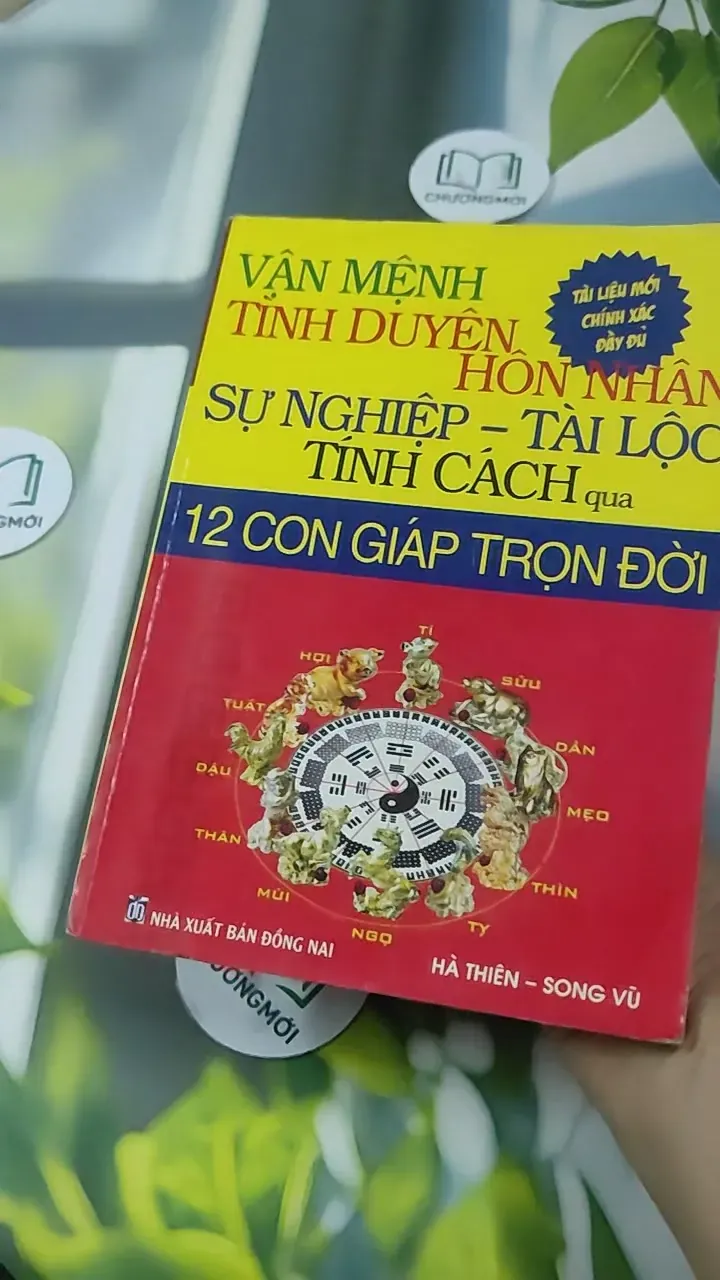 CHƯƠNGMỚI
VẬN MỆNH
TÌNH DUYÊN
HÔN NHÂN
TÀI LIỆU MỚI
CHÍNH XÁC
ĐẦY ĐỦ
SỰ NGHIỆP – TÀI LỘC
TÍNH CÁCH qua
12 CON GIÁP TRỌN ĐỜI
TÍ
SỬU
DẦN
MẸO
THÌN
TỴ
NGỌ
MÙI
THÂN
DẬU
TUẤT
HỢI
NHÀ XUẤT BẢN ĐỒNG NAI
HÀ THIÊN – SONG VŨ